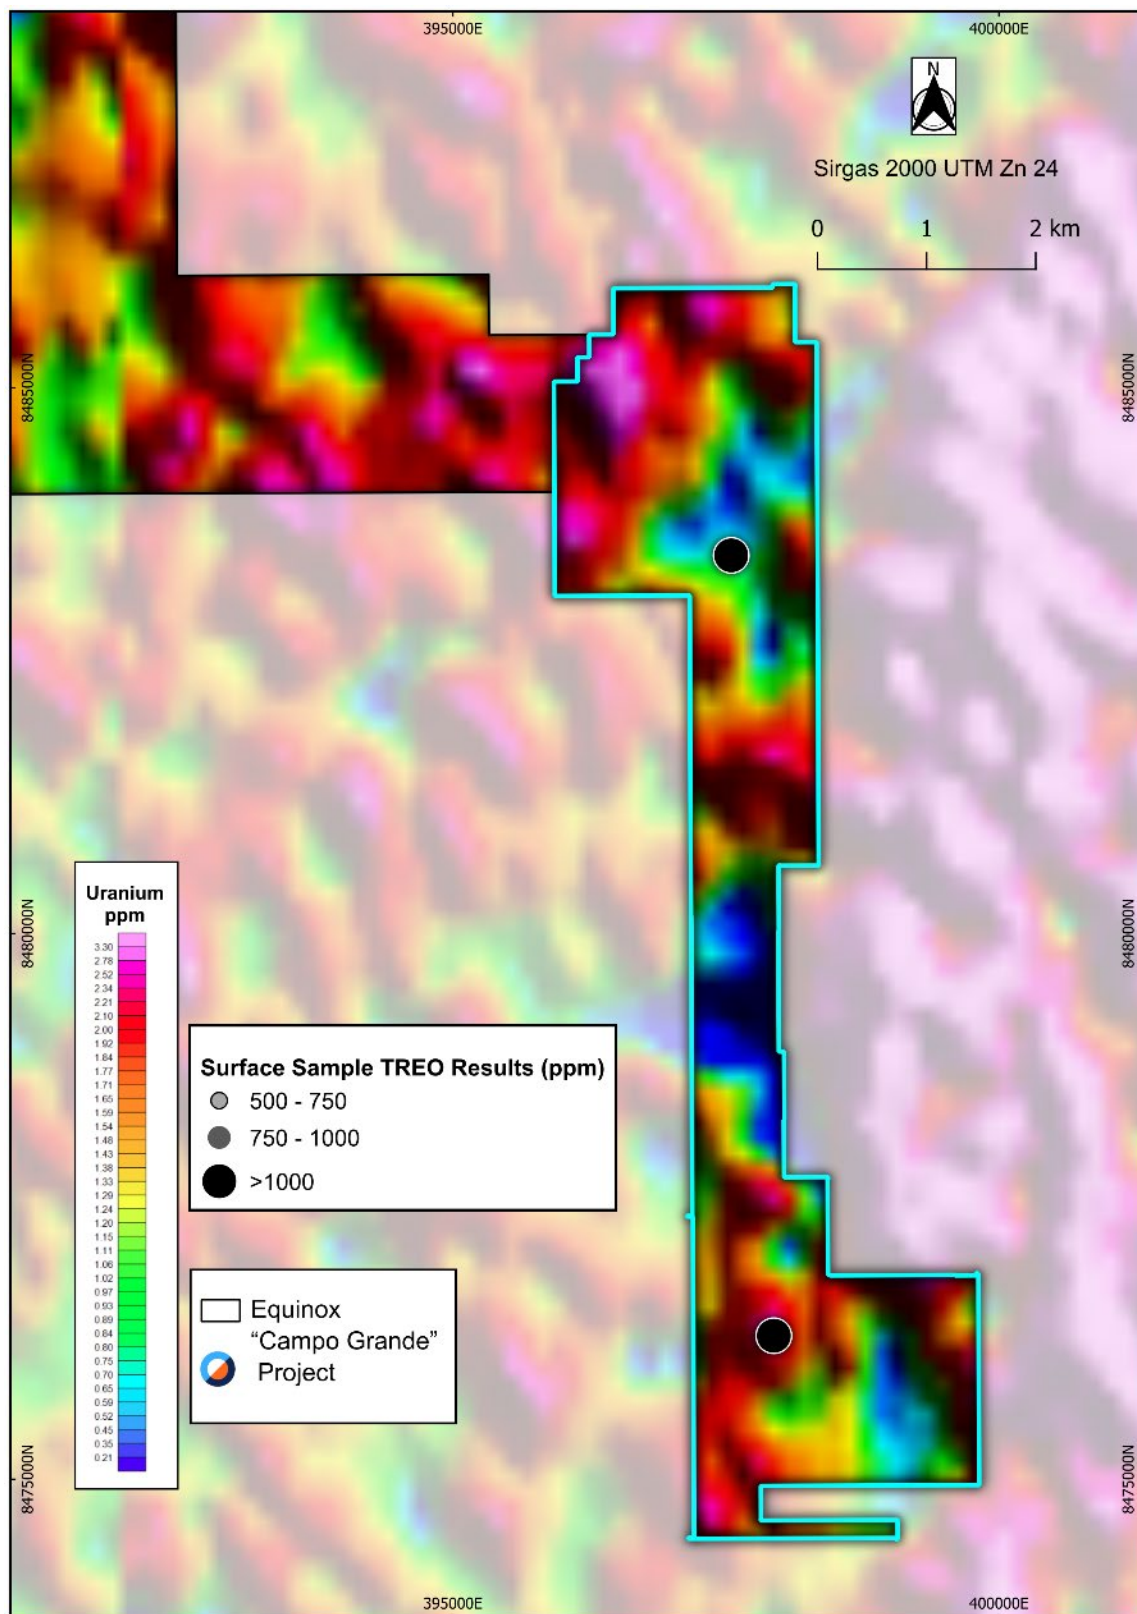 395000E
400000E
N
Sirgas 2000 UTM Zn 24
0 1 2 km
8485000N
8485000N
8480000N
8480000N
Uranium
ppm
3.30
2.78
2.52
2.34
2.21
2.10
2.00
1.92
1.84
1.77
1.71
1.65
1.59
1.54
1.48
1.43
1.38
1.33
1.29
1.24
1.20
1.15
1.11
1.06
1.02
0.97
0.93
0.89
0.84
0.80
0.75
0.70
0.65
0.59
0.52
0.45
0.35
0.21
Surface Sample TREO Results (ppm)
500 - 750
750 - 1000
>1000
Equinox
“Campo Grande”
Project
8475000N
8475000N
395000E
400000E